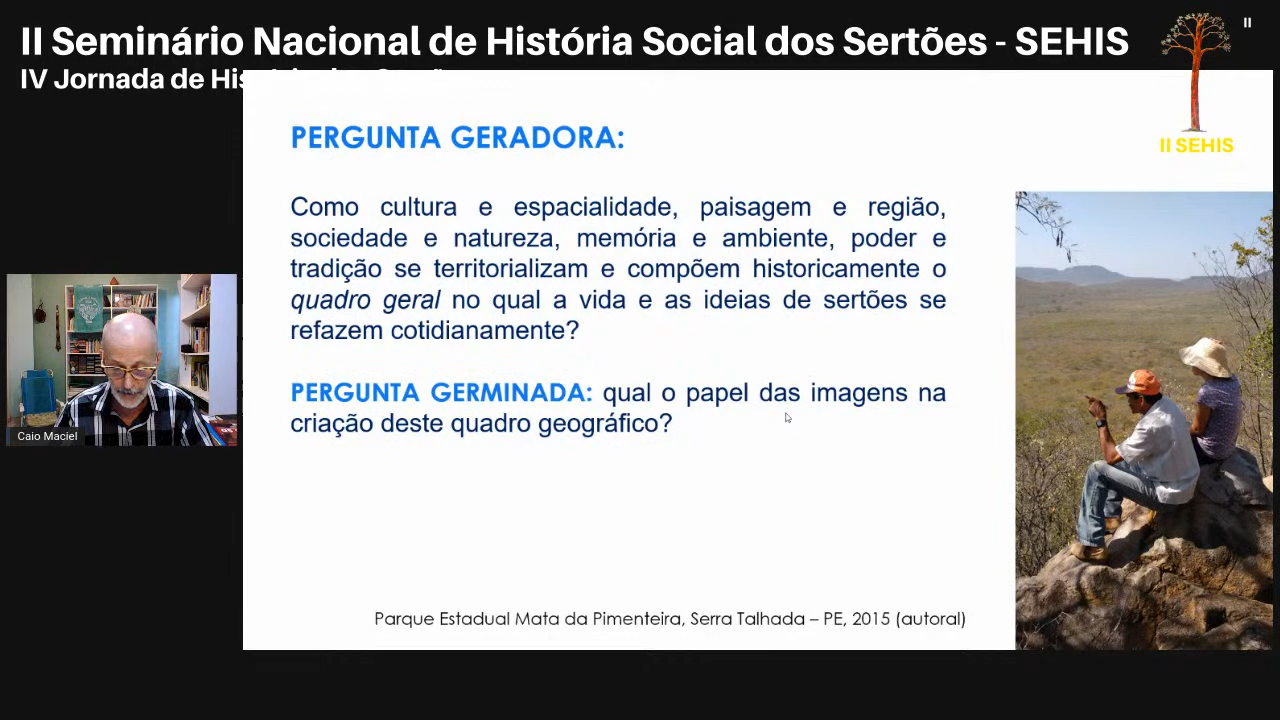 II Seminário Nacional de História Social dos Sertões - SEHIS
IV Jornada de
II
II SEHIS
PERGUNTA GERADORA:
Como cultura e espacialidade, paisagem e região,
sociedade e natureza, memória e ambiente, poder e
tradição se territorializam e compõem historicamente o
quadro geral no qual a vida e as ideias de sertões se
refazem cotidianamente?
PERGUNTA GERMINADA: qual o papel das imagens na
criação deste quadro geográfico?
Caio Maciel
Parque Estadual Mata da Pimenteira, Serra Talhada – PE, 2015 (autoral)